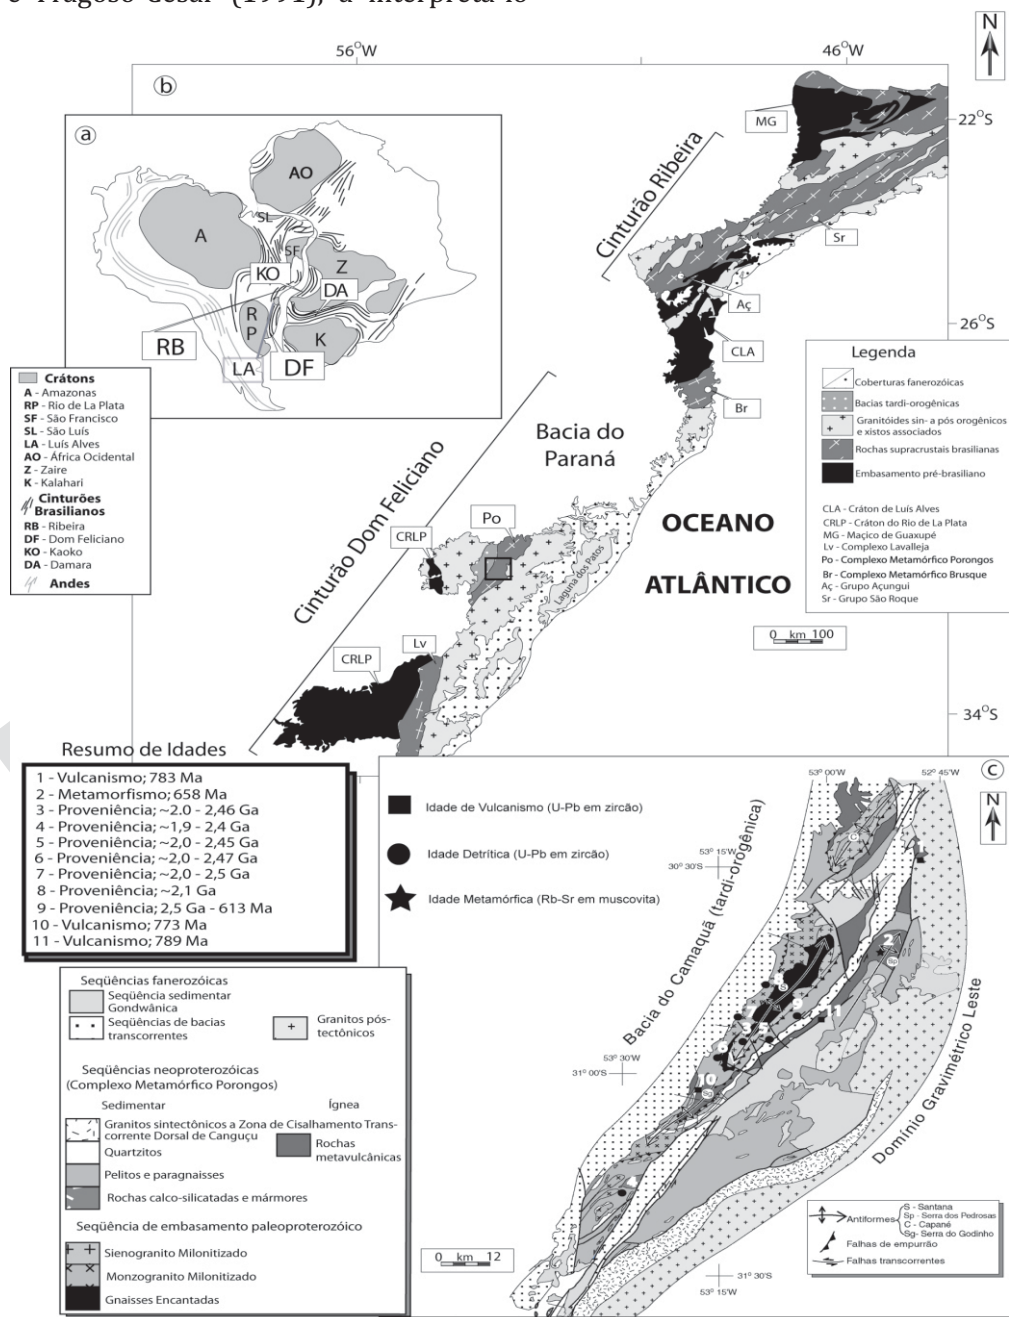 e Fragoso-Cesar (1991), a interpretá-lo
56°W
46°W
N
b
a
22°S
26°S
34°S
MG
Sr
Aç
CLA
Br
Cinturão Ribeira
AO
SL
A
SF
KO
Z
DA
RP
K
RB
LA
DF
Crátons
A - Amazonas
RP - Rio de La Plata
SF - São Francisco
SL - São Luís
LA - Luís Alves
AO - África Ocidental
Z - Zaire
K - Kalahari
Cinturões
Brasilianos
RB - Ribeira
DF - Dom Feliciano
KO - Kaoko
DA - Damara
Andes
Cinturão Dom Feliciano
Bacia do
Paraná
Po
CRLP
Laguna dos Patos
OCEANO
ATLÂNTICO
Lv
CRLP
0 km 100
Legenda
Coberturas fanerozóicas
Bacias tardi-orogênicas
Granitóides sin- a pós orogênicos
e xistos associados
Rochas supracrustais brasilianas
Embasamento pré-brasiliano
CLA - Cráton de Luís Alves
CRLP - Cráton do Rio de La Plata
MG - Maçico de Guaxupé
Lv - Complexo Lavalleja
Po - Complexo Metamórfico Porongos
Br - Complexo Metamórfico Brusque
Aç - Grupo Açungui
Sr - Grupo São Roque
Resumo de Idades
1 - Vulcanismo; 783 Ma
2 - Metamorfismo; 658 Ma
3 - Proveniência; ~2.0 - 2,46 Ga
4 - Proveniência; ~1,9 - 2,4 Ga
5 - Proveniência; ~2,0 - 2,45 Ga
6 - Proveniência; ~2,0 - 2,47 Ga
7 - Proveniência; ~2,0 - 2,5 Ga
8 - Proveniência; ~2,1 Ga
9 - Proveniência; 2,5 Ga - 613 Ma
10 - Vulcanismo; 773 Ma
11 - Vulcanismo; 789 Ma
Seqüências fanerozóicas
Seqüência sedimentar
Gondwânica
Seqüências de bacias
transcorrentes
Granitos pós-
tectônicos
Seqüências neoproterozóicas
(Complexo Metamórfico Porongos)
Sedimentar
Ígnea
Granitos sintectônicos a Zona de Cisalhamento Trans-
corrente Dorsal de Canguçu
Quartzitos
Rochas
metavulcânicas
Pelitos e paragnaisses
Rochas calco-silicatadas e mármores
Seqüência de embasamento paleoproterozóico
Sienogranito Milonitizado
Monzogranito Milonitizado
Gnaisses Encantadas
c
N
53° 00'W
52° 45'W
Idade de Vulcanismo (U-Pb em zircão)
Idade Detrítica (U-Pb em zircão)
Idade Metamórfica (Rb-Sr em muscovita)
53° 15'W
30° 30'S
Bacia do Camaquã (tardi-orogênica)
53° 30'W
31° 00'S
2
Sp
8
S
9
7
11
3
5
10
Sg
4
Domínio Gravimétrico Leste
0 km 12
31° 30'S
53° 15'W
Antiformes
S - Santana
Sp - Serra dos Pedrosas
C - Capané
Sg- Serra do Godinho
Falhas de empurrão
Falhas transcorrentes